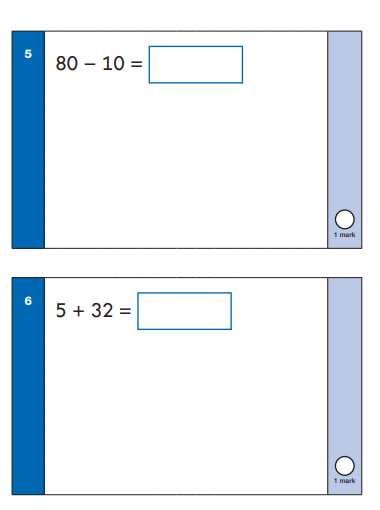 5
80 – 10 =
1 mark
6
5 + 32 =
1 mark